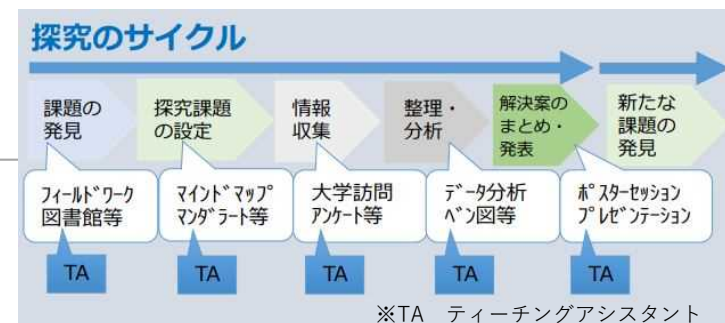 探究のサイクル
課題の
発見
探究課題
の設定
情報
収集
整理・
分析
解決案の
まとめ・
発表
新たな
課題の
発見
ﾌｨｰﾙﾄﾞﾜｰｸ
図書館等
ﾏｲﾝﾄﾞﾏｯﾌﾟ
ﾏﾝﾀﾞﾗｰﾄ等
大学訪問
ｱﾝｹｰﾄ等
ﾃﾞｰﾀ分析
ﾍﾞﾝ図等
ﾎﾟｽﾀｰｾｯｼｮﾝ
ﾌﾟﾚｾﾞﾝﾃｰｼｮﾝ
TA
TA
TA
TA
TA
※TA　ティーチングアシスタント